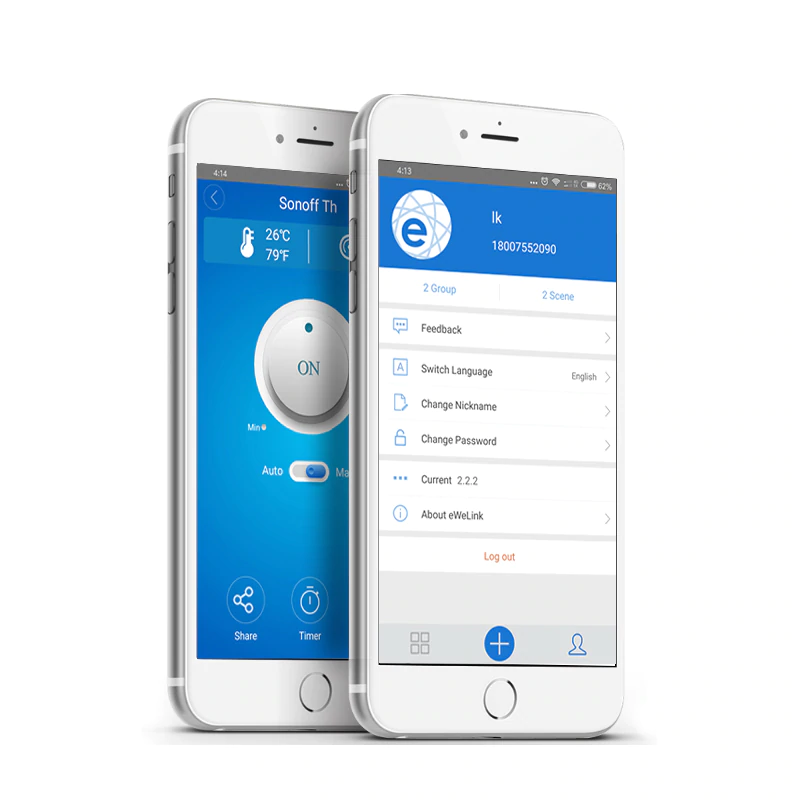 4:14
Sonoff Th
26℃
79℉
ON
Min
Auto
Ma
Share
Timer
4:13
62%
e
lk
18007552090
2 Group
2 Scene
Feedback
A
Switch Language
English
Change Nickname
Change Password
Current 2.2.2
About eWeLink
Log out